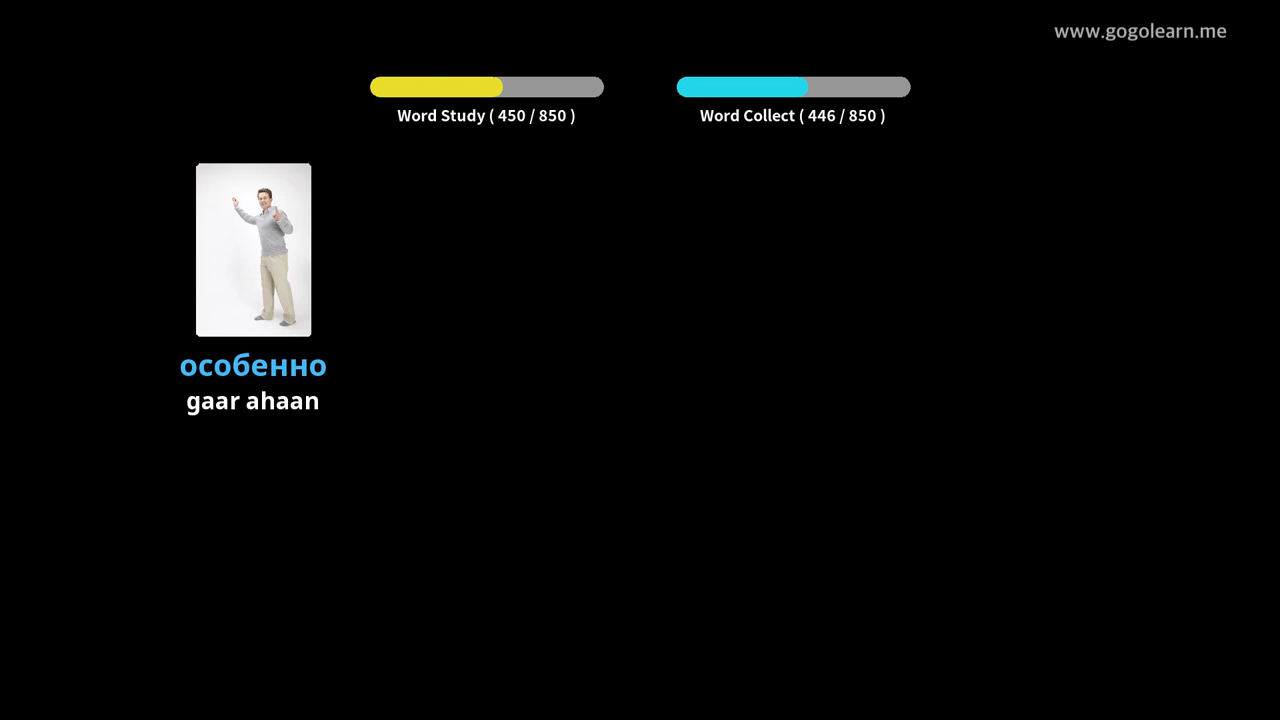 www.gogolearn.me
Word Study ( 450 / 850 )
Word Collect ( 446 / 850 )
особенно
gaar ahaan